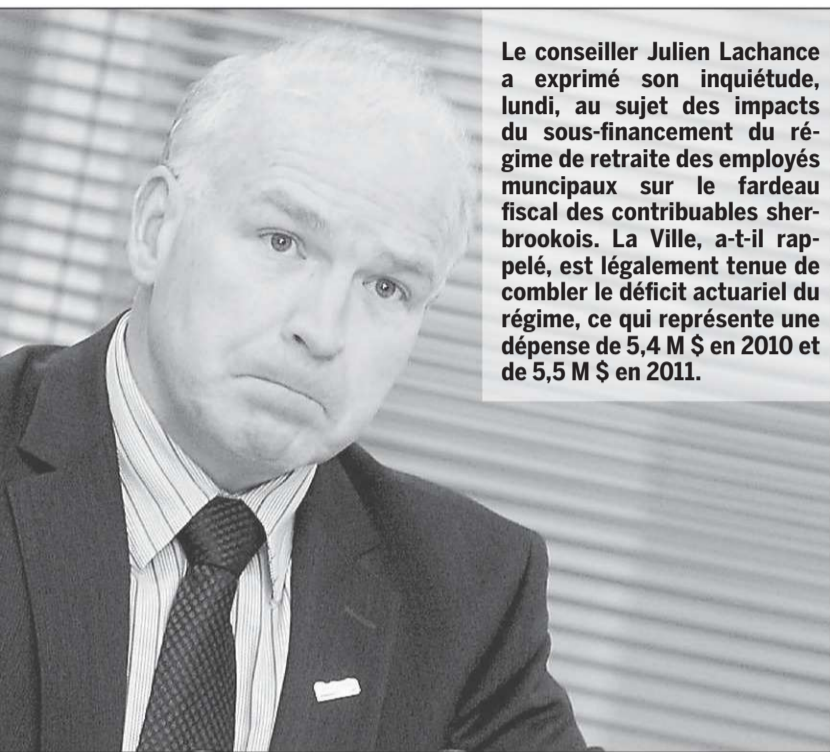 Le conseiller Julien Lachance
a exprimé son inquiétude,
lundi, au sujet des impacts
du sous-financement du ré-
gime de retraite des employés
muncipaux sur le fardeau
fiscal des contribuables sher-
brookois. La Ville, a-t-il rap-
pelé, est légalement tenue de
combler le déficit actuariel du
régime, ce qui représente une
dépense de 5,4 M $ en 2010 et
de 5,5 M $ en 2011.